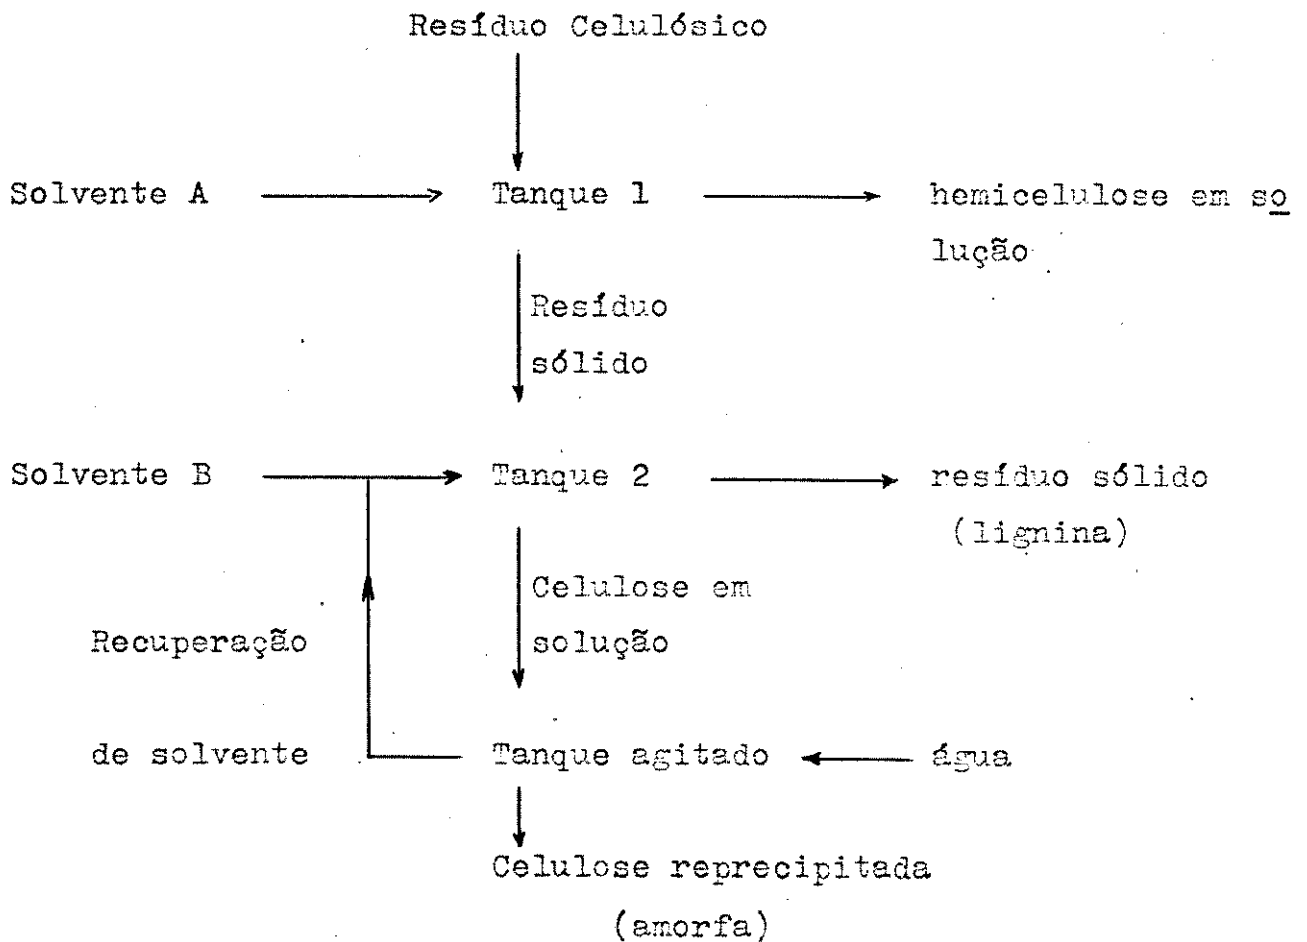 Resíduo Celulósico
Solvente A
Tanque 1
hemicelulose em so
lução
Resíduo
sólido
Solvente B
Tanque 2
resíduo sólido
(lignina)
Celulose em
solução
Recuperação
de solvente
Tanque agitado
água
Celulose reprecipitada
(amorfa)